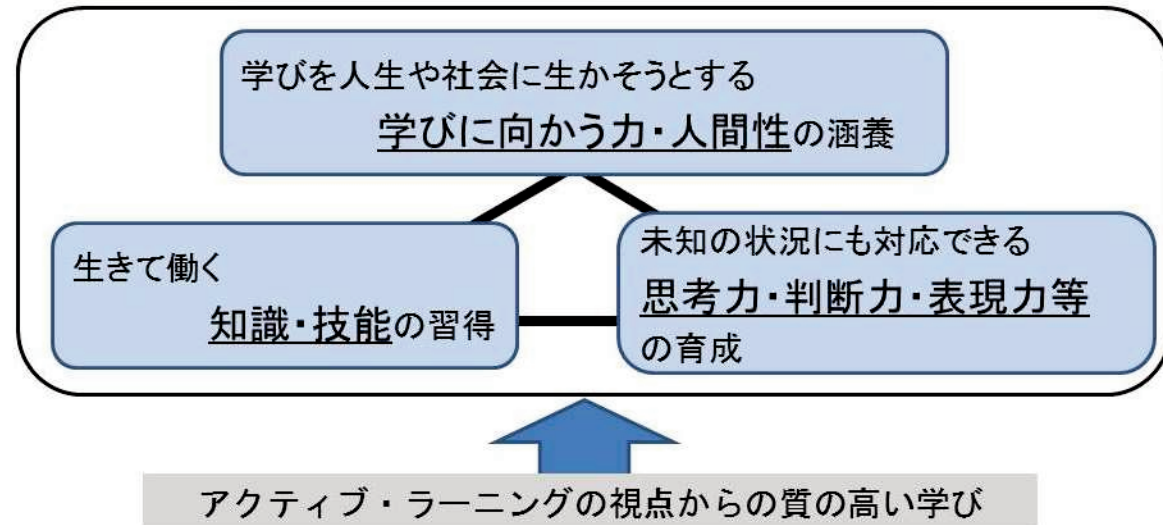 学びを人生や社会に生かそうとする
学びに向かう力・人間性の涵養
生きて働く
知識・技能の習得
未知の状況にも対応できる
思考力・判断力・表現力等
の育成
アクティブ・ラーニングの視点からの質の高い学び